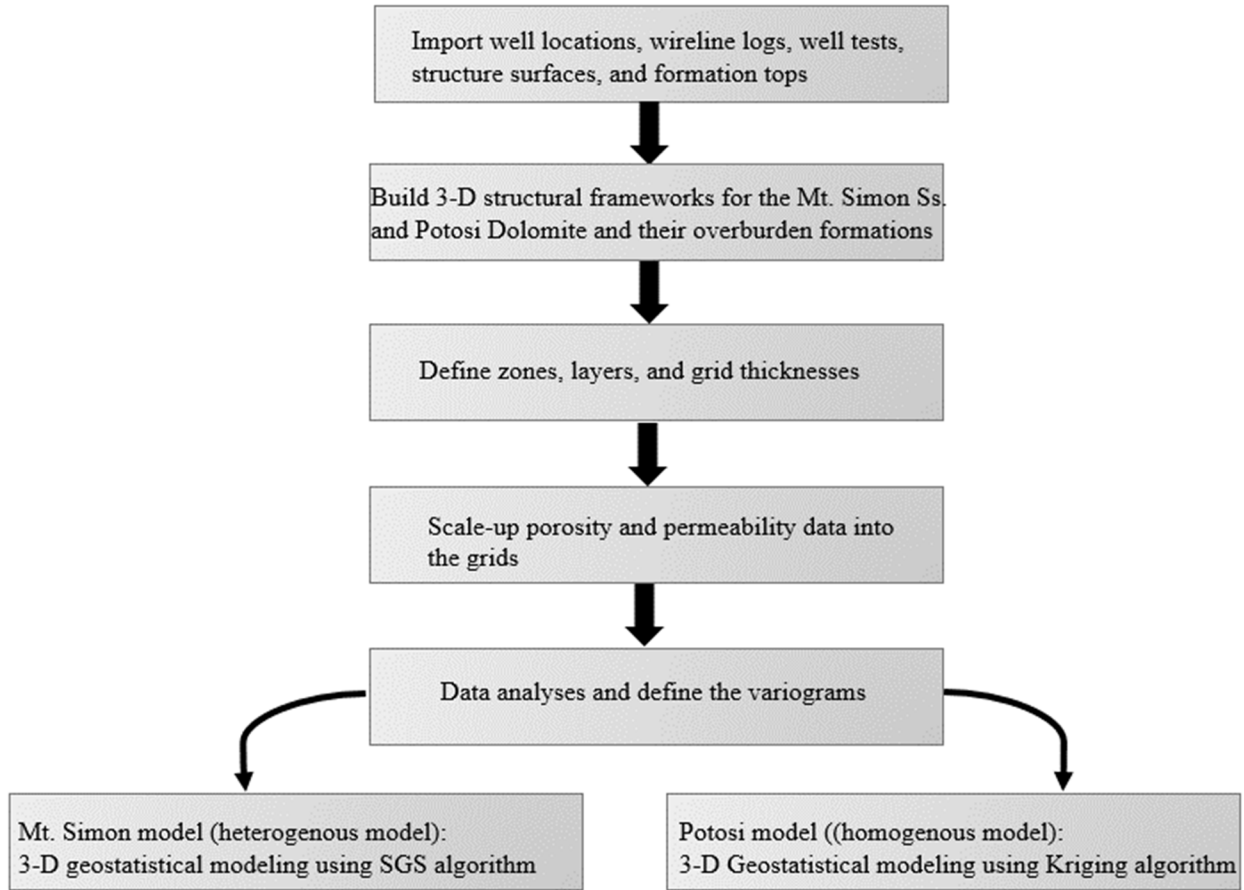 Import well locations, wireline logs, well tests,
structure surfaces, and formation tops
Build 3-D structural frameworks for the Mt. Simon Ss.
and Potosi Dolomite and their overburden formations
Define zones, layers, and grid thicknesses
Scale-up porosity and permeability data into
the grids
Data analyses and define the variograms
Mt. Simon model (heterogenous model):
3-D geostatistical modeling using SGS algorithm
Potosi model ((homogenous model):
3-D Geostatistical modeling using Kriging algorithm